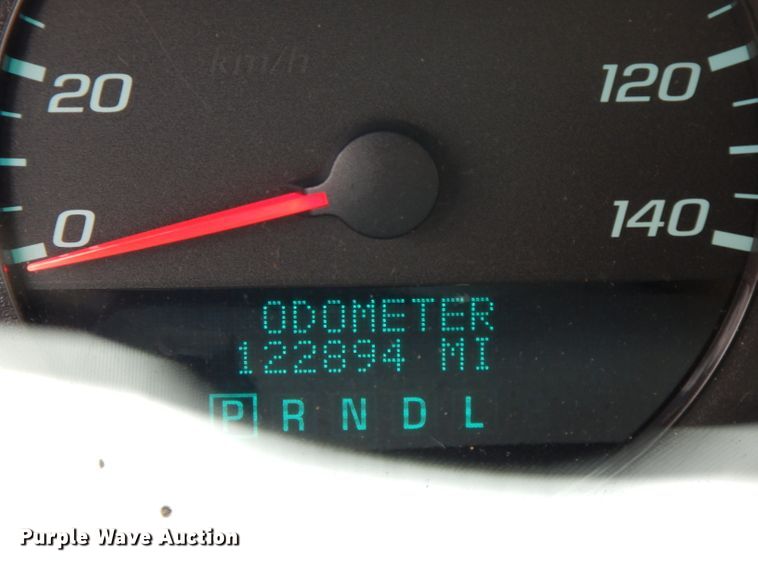 km/h
20 120
0 140
ODOMETER
122894 MI
P R N D L
Purple Wave Auction